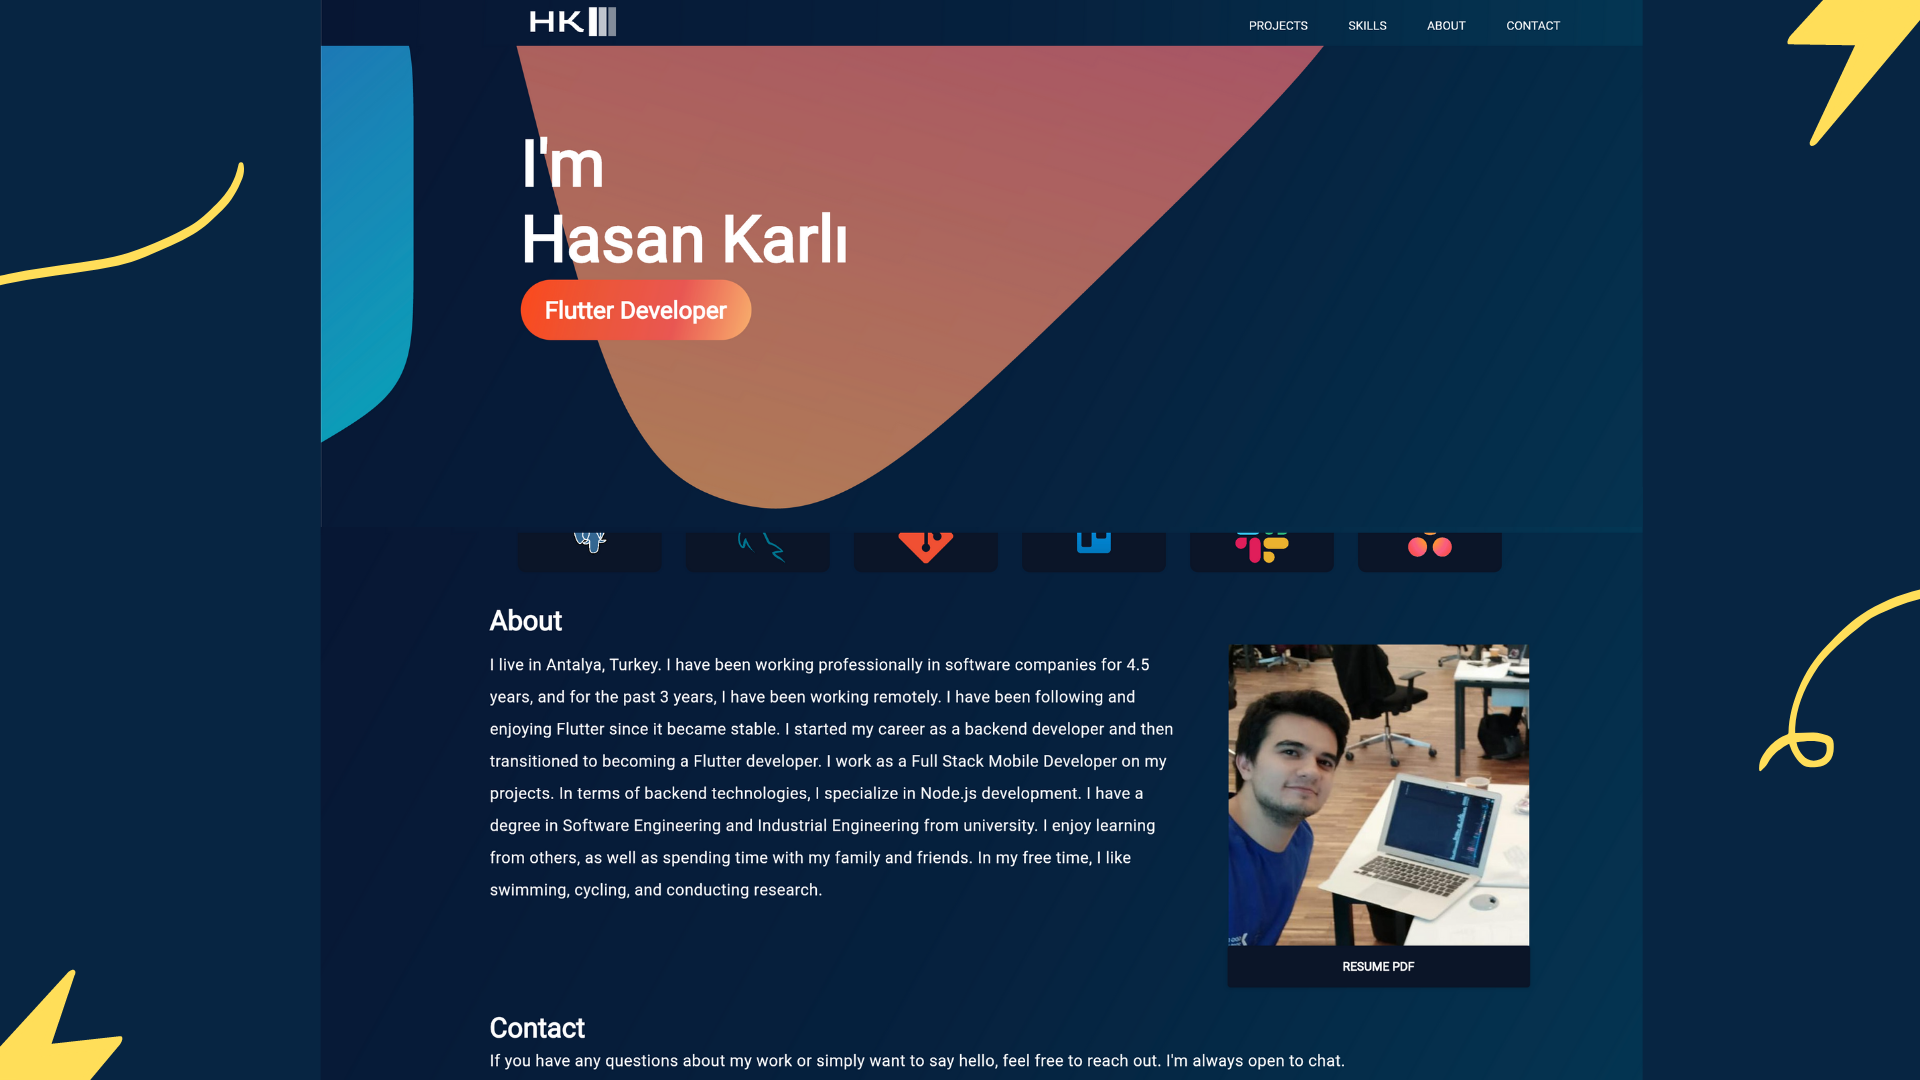 HK
PROJECTS SKILLS ABOUT CONTACT
I'm
Hasan Karlı
Flutter Developer
About
I live in Antalya, Turkey. I have been working professionally in software companies for 4.5
years, and for the past 3 years, I have been working remotely. I have been following and
enjoying Flutter since it became stable. I started my career as a backend developer and then
transitioned to becoming a Flutter developer. I work as a Full Stack Mobile Developer on my
projects. In terms of backend technologies, I specialize in Node.js development. I have a
degree in Software Engineering and Industrial Engineering from university. I enjoy learning
from others, as well as spending time with my family and friends. In my free time, I like
swimming, cycling, and conducting research.
RESUME PDF
Contact
If you have any questions about my work or simply want to say hello, feel free to reach out. I'm always open to chat.